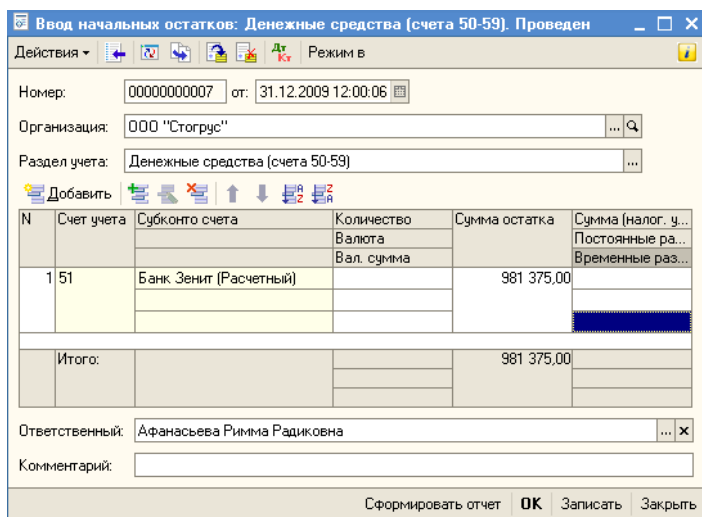 Ввод начальных остатков: Денежные средства (счета 50-59). Проведен
Действия Дт Кт Режим в
Номер: 00000000007 от: 31.12.2009 12:00:06
Организация: ООО "Стогрус"
Раздел учета: Денежные средства (счета 50-59)
Добавить
N Счет учета Субконто счета Количество Сумма остатка Сумма (налог. у...
Валюта Постоянные ра...
Вал. сумма Временные раз...
1 51 Банк Зенит (Расчетный) 981 375,00
Итого: 981 375,00
Ответственный: Афанасьева Римма Радиковна
Комментарий:
Сформировать отчет OK Записать Закрыть